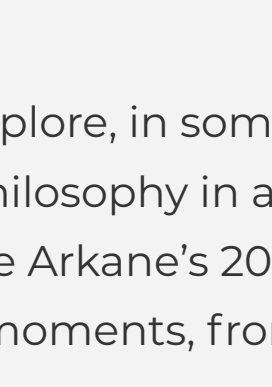 plore, in som
hilosophy in a
e Arkane’s 20
moments, fro